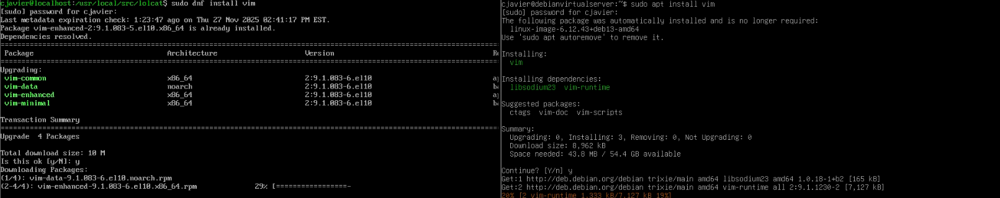 cjavier@localhost:/usr/local/src/lolcat$ sudo dnf install vim
[sudo] password for cjavier:
Last metadata expiration check: 1:23:47 ago on Thu 27 Nov 2025 02:41:17 PM EST.
Package vim-enhanced-2:9.1.083-5.el10.x86_64 is already installed.
Dependencies resolved.
================================================================================
Package Architecture Version Re
================================================================================
Upgrading:
vim-common x86_64 2:9.1.083-6.el10 ap
vim-data noarch 2:9.1.083-6.el10 ba
vim-enhanced x86_64 2:9.1.083-6.el10 ap
vim-minimal x86_64 2:9.1.083-6.el10 ba
Transaction Summary
================================================================================
Upgrade 4 Packages
Total download size: 10 M
Is this ok [y/N]: y
Downloading Packages:
(1/4): vim-data-9.1.083-6.el10.noarch.rpm
(2-4/4): vim-enhanced-9.1.083-6.el10.x86_64.rpm 29% [=================-
cjavier@debianvirtualserver:~$ sudo apt install vim
[sudo] password for cjavier:
The following package was automatically installed and is no longer required:
linux-image-6.12.43+deb13-amd64
Use 'sudo apt autoremove' to remove it.
Installing:
vim
Installing dependencies:
libsodium23 vim-runtime
Suggested packages:
ctags vim-doc vim-scripts
Summary:
Upgrading: 0, Installing: 3, Removing: 0, Not Upgrading: 0
Download size: 8,962 kB
Space needed: 43.8 MB / 54.4 GB available
Continue? [Y/n] y
Get:1 http://deb.debian.org/debian trixie/main amd64 libsodium23 amd64 1.0.18-1+b2 [165 kB]
Get:2 http://deb.debian.org/debian trixie/main amd64 vim-runtime all 2:9.1.1230-2 [7,127 kB]
20% [2 vim-runtime 1,333 kB/7,127 kB 19%]